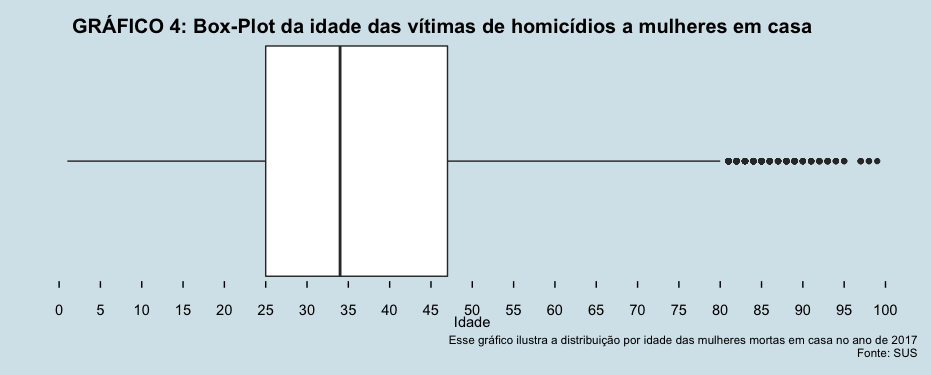 GRÁFICO 4: Box-Plot da idade das vítimas de homicídios a mulheres em casa
0 5 10 15 20 25 30 35 40 45 50 55 60 65 70 75 80 85 90 95 100
Idade
Esse gráfico ilustra a distribuição por idade das mulheres mortas em casa no ano de 2017
Fonte: SUS